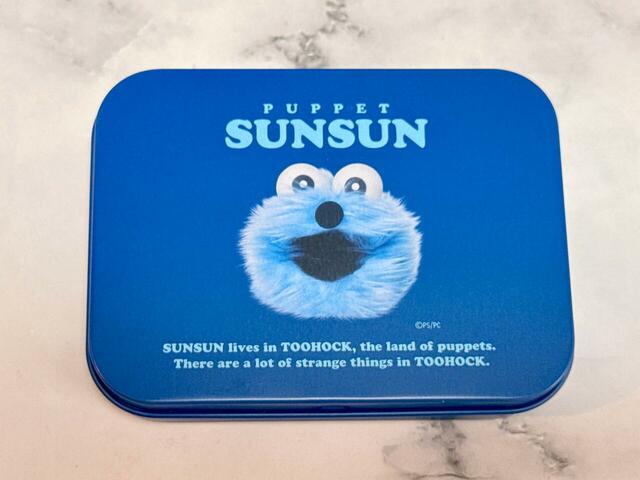 PUPPET
SUNSUN
©PS/PC
SUNSUN lives in TOOHOCK, the land of puppets.
There are a lot of strange things in TOOHOCK.